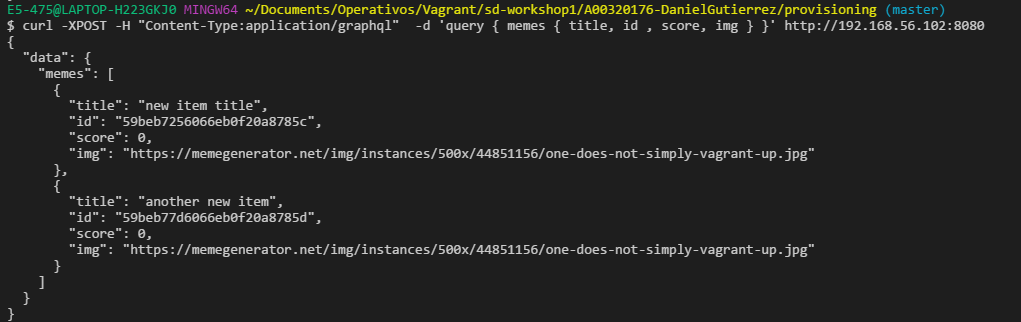 E5-475@LAPTOP-H223GKJ0 MINGW64 ~/Documents/Operativos/Vagrant/sd-workshop1/A00320176-DanielGutierrez/provisioning (master)
$ curl -XPOST -H "Content-Type:application/graphql"  -d 'query { memes { title, id , score, img } }' http://192.168.56.102:8080
{
  "data": {
    "memes": [
      {
        "title": "new item title",
        "id": "59beb7256066eb0f20a8785c",
        "score": 0,
        "img": "https://memegenerator.net/img/instances/500x/44851156/one-does-not-simply-vagrant-up.jpg"
      },
      {
        "title": "another new item",
        "id": "59beb77d6066eb0f20a8785d",
        "score": 0,
        "img": "https://memegenerator.net/img/instances/500x/44851156/one-does-not-simply-vagrant-up.jpg"
      }
    ]
  }
}